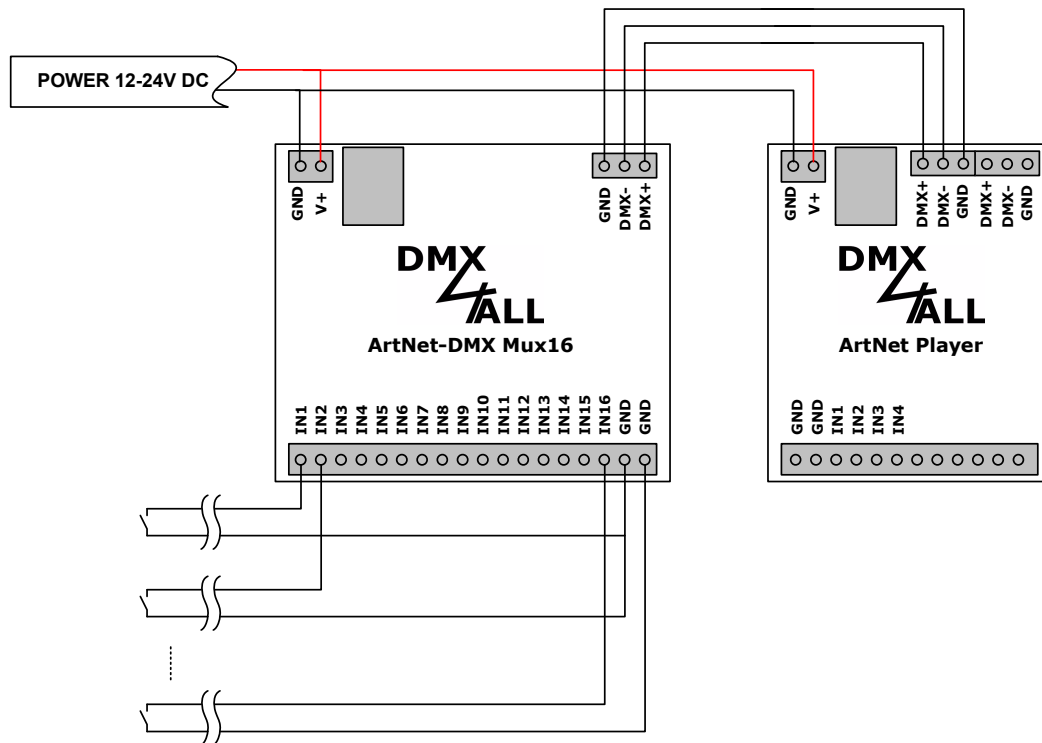 POWER 12-24V DC
GND
V+
GND
DMX-
DMX+
DMX
4
ALL
ArtNet-DMX Mux16
IN1
IN2
IN3
IN4
IN5
IN6
IN7
IN8
IN9
IN10
IN11
IN12
IN13
IN14
IN15
IN16
GND
GND
GND
V+
DMX+
DMX-
GND
DMX+
DMX-
GND
DMX
4
ALL
ArtNet Player
GND
GND
IN1
IN2
IN3
IN4